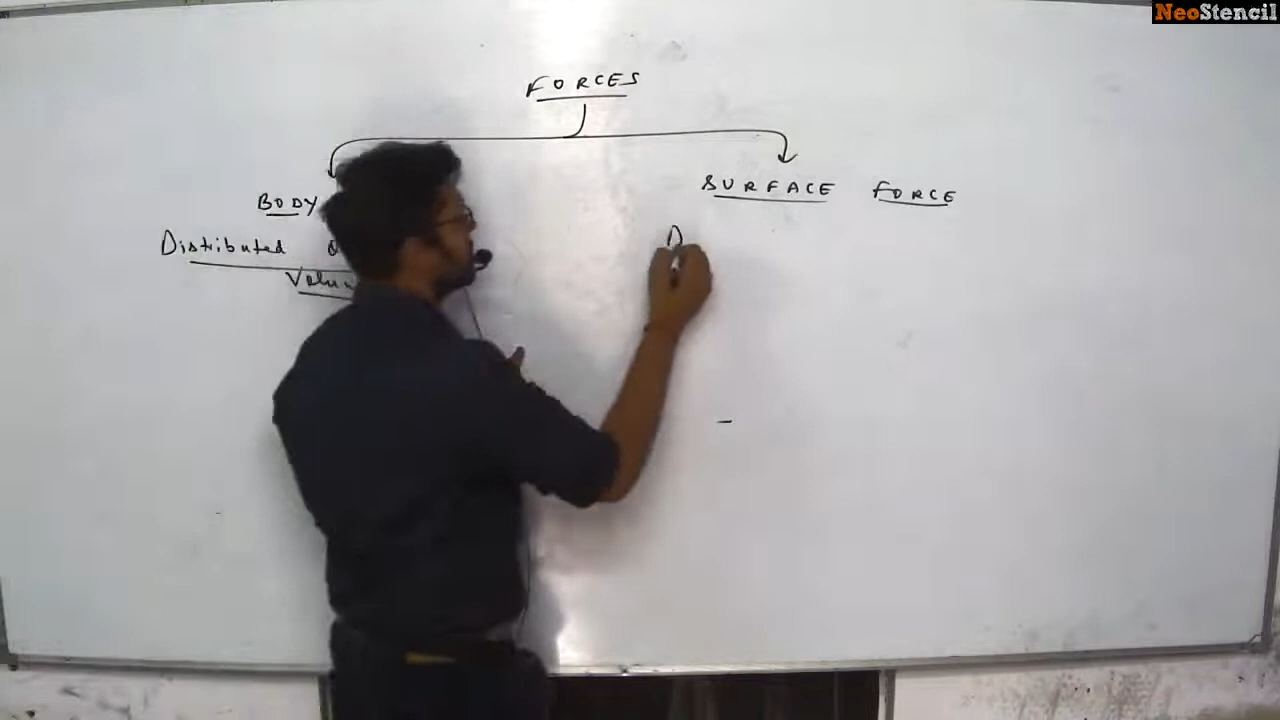 NeoStencil
FORCES
BODY
SURFACE FORCE
Distributed